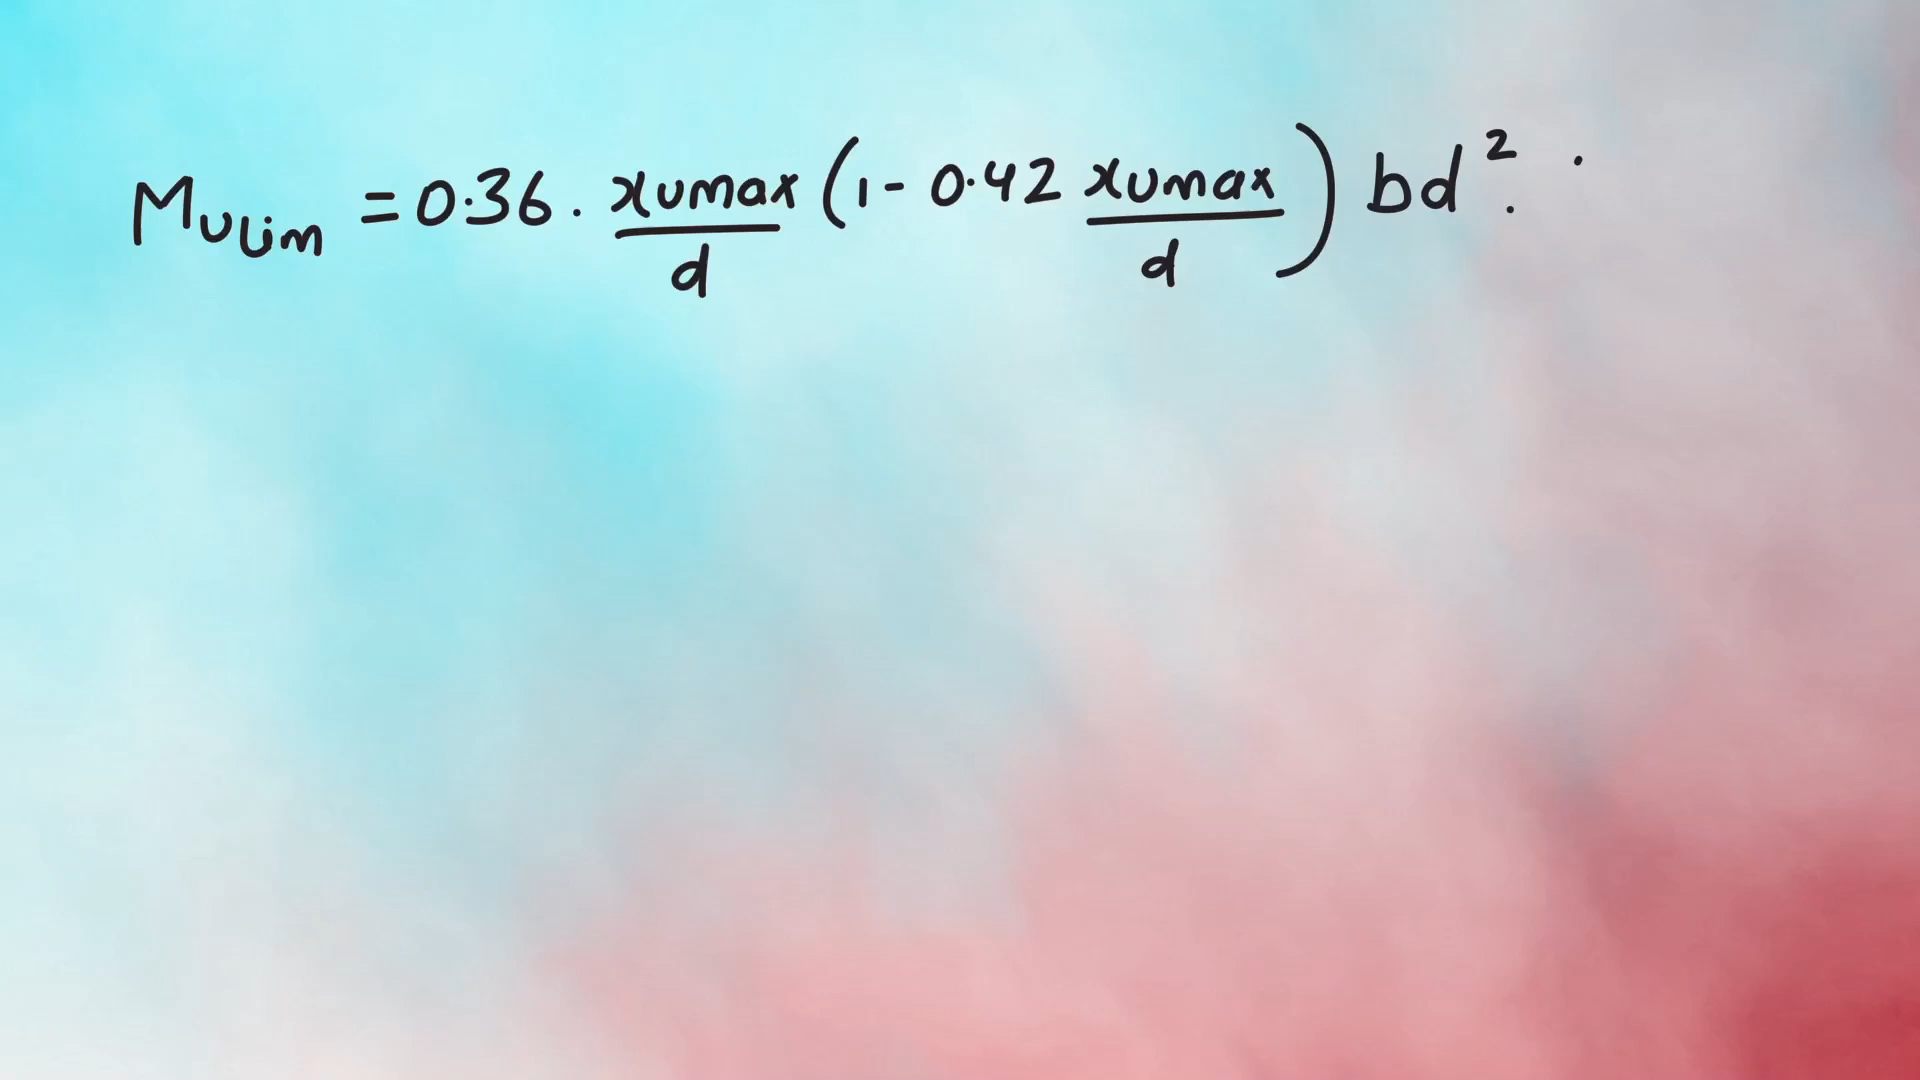 Mulim = 0.36 . xumax/d (1 - 0.42 xumax/d) bd².